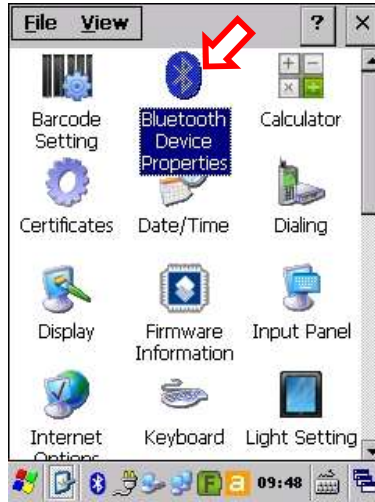 File View ? ×
Barcode Setting
Bluetooth Device Properties
Calculator
Certificates
Date/Time
Dialing
Display
Firmware Information
Input Panel
Internet Options
Keyboard
Light Setting
F a 09:48